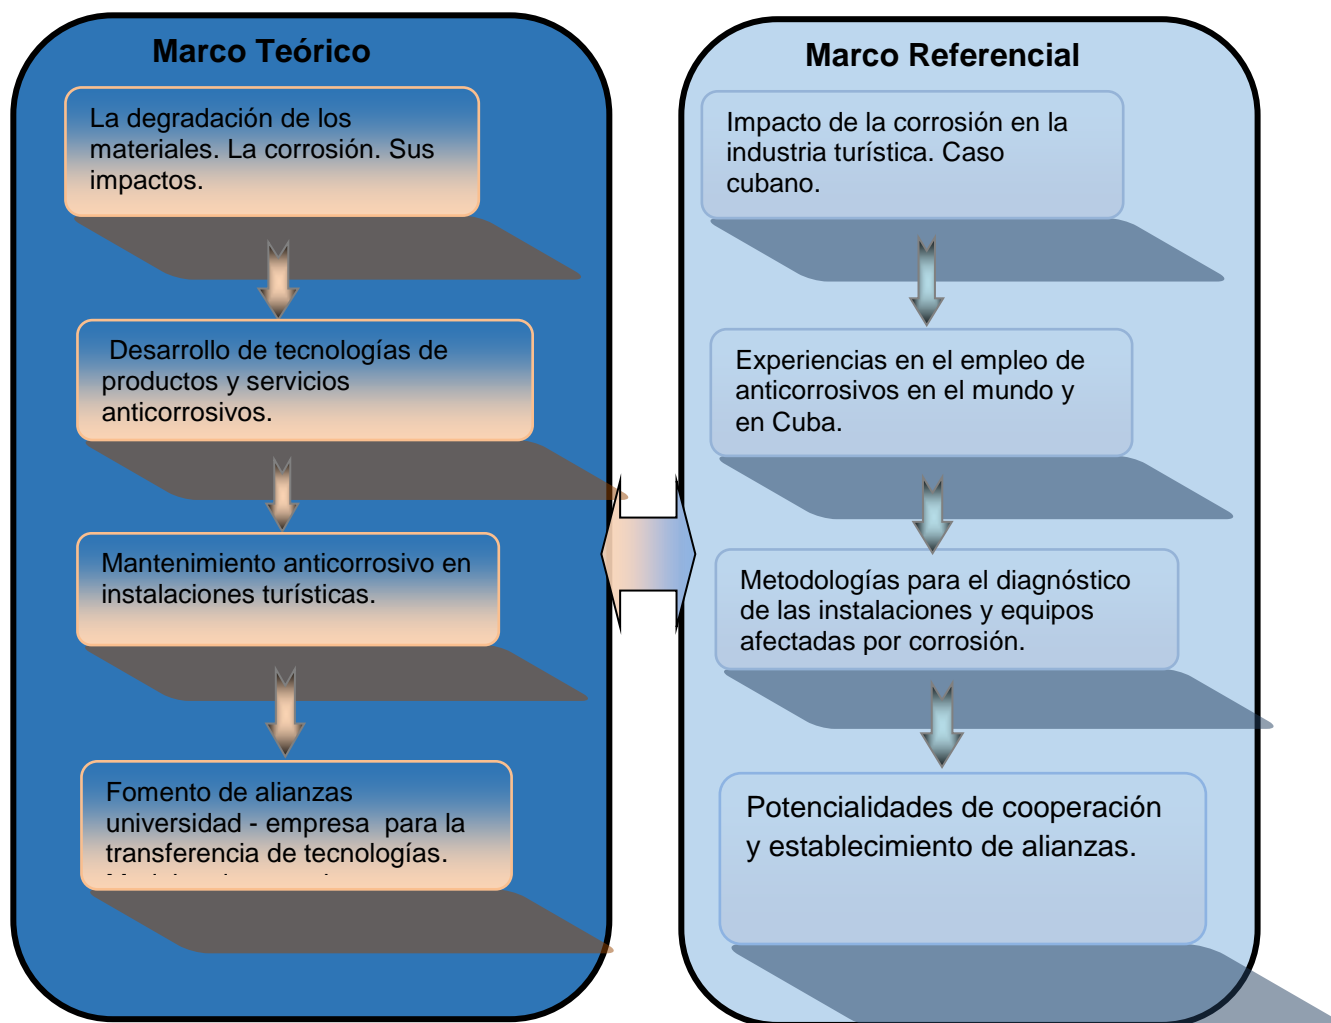 Marco Teórico
La degradación de los
materiales. La corrosión. Sus
impactos.
Desarrollo de tecnologías de
productos y servicios
anticorrosivos.
Mantenimiento anticorrosivo en
instalaciones turísticas.
Fomento de alianzas
universidad - empresa para la
transferencia de tecnologías.
Marco Referencial
Impacto de la corrosión en la
industria turística. Caso
cubano.
Experiencias en el empleo de
anticorrosivos en el mundo y
en Cuba.
Metodologías para el diagnóstico
de las instalaciones y equipos
afectadas por corrosión.
Potencialidades de cooperación
y establecimiento de alianzas.